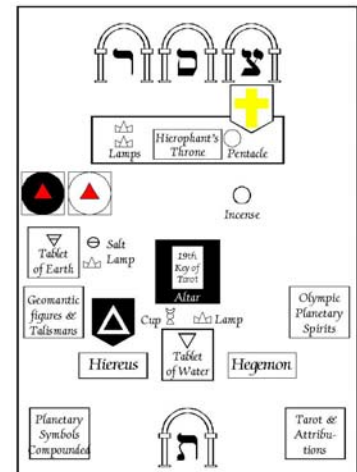 צ ס ר
Hierophant's
Throne
Lamps
Pentacle
Incense
Tablet
of Earth
Salt
Lamp
19th
Key of
Tarot
Altar
Geomantic
figures &
Talismans
Olympic
Planetary
Spirits
Cup
Lamp
Hiereus
Tablet
of Water
Hegemon
Planetary
Symbols
Compounded
ת
Tarot &
Attribu-
tions